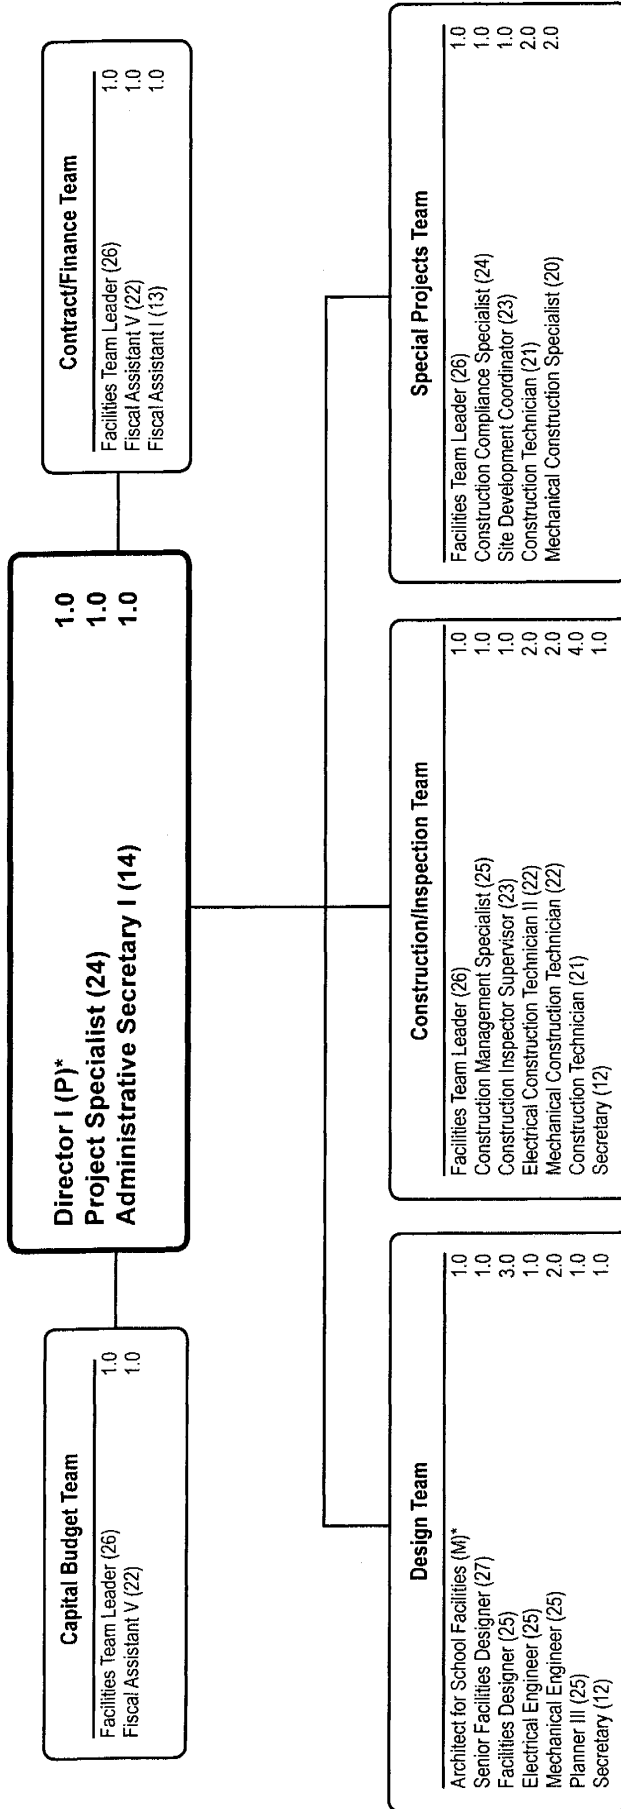 Director I (P)* 1.0
Project Specialist (24) 1.0
Administrative Secretary I (14) 1.0
Capital Budget Team
Facilities Team Leader (26) 1.0
Fiscal Assistant V (22) 1.0
Contract/Finance Team
Facilities Team Leader (26) 1.0
Fiscal Assistant V (22) 1.0
Fiscal Assistant I (13) 1.0
Design Team
Architect for School Facilities (M)* 1.0
Senior Facilities Designer (27) 1.0
Facilities Designer (25) 3.0
Electrical Engineer (25) 1.0
Mechanical Engineer (25) 2.0
Planner III (25) 1.0
Secretary (12) 1.0
Construction/Inspection Team
Facilities Team Leader (26) 1.0
Construction Management Specialist (25) 1.0
Construction Inspector Supervisor (23) 1.0
Electrical Construction Technician II (22) 2.0
Mechanical Construction Technician (22) 2.0
Construction Technician (21) 4.0
Secretary (12) 1.0
Special Projects Team
Facilities Team Leader (26) 1.0
Construction Compliance Specialist (24) 1.0
Site Development Coordinator (23) 1.0
Construction Technician (21) 2.0
Mechanical Construction Specialist (20) 2.0